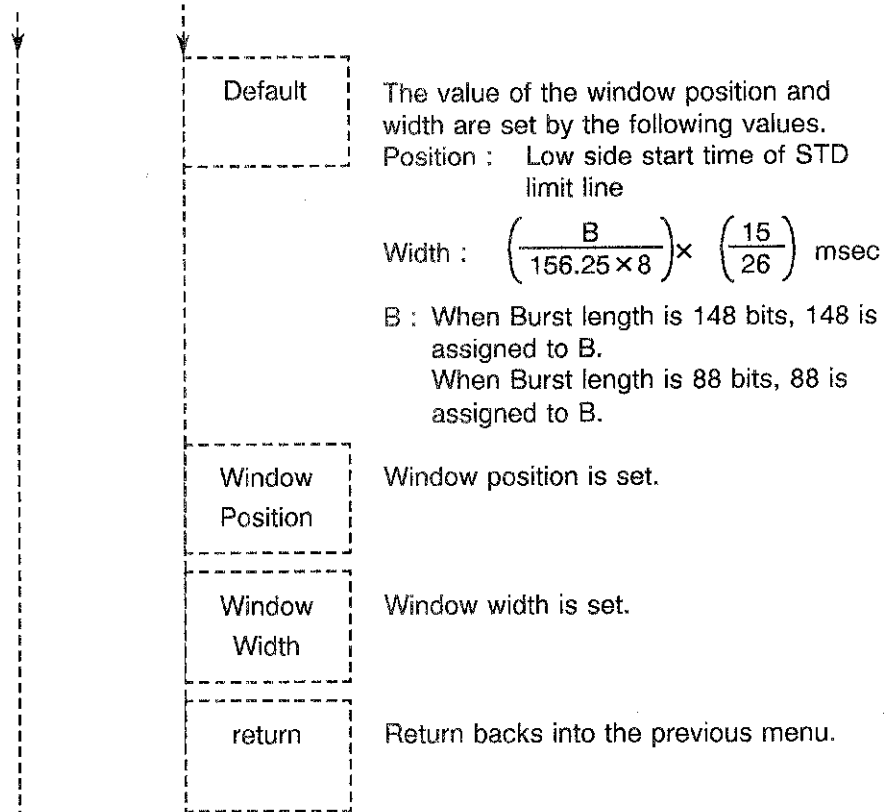 Default
The value of the window position and
width are set by the following values.
Position : Low side start time of STD
limit line
Width : ( B / 156.25×8 ) × ( 15 / 26 ) msec
B : When Burst length is 148 bits, 148 is
assigned to B.
When Burst length is 88 bits, 88 is
assigned to B.
Window
Position
Window position is set.
Window
Width
Window width is set.
return
Return backs into the previous menu.